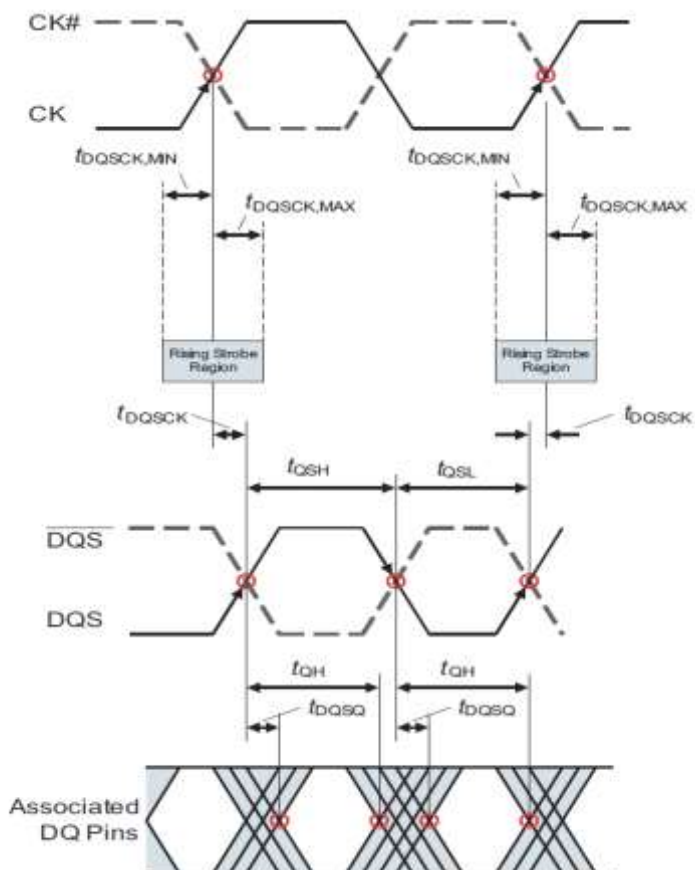 CK#
CK
tDQSCK,MIN
tDQSCK,MAX
tDQSCK,MIN
tDQSCK,MAX
Rising Strobe
Region
Rising Strobe
Region
tDQSCK
tDQSCK
tQSH
tQSL
DQS
DQS
tQH
tQH
tDQSQ
tDQSQ
Associated
DQ Pins